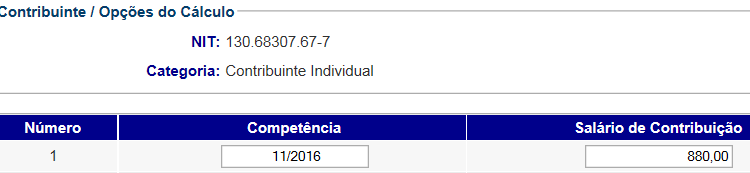 Contribuinte / Opções do Cálculo
NIT: 130.68307.67-7
Categoria: Contribuinte Individual
Número Competência Salário de Contribuição
1 11/2016 880,00